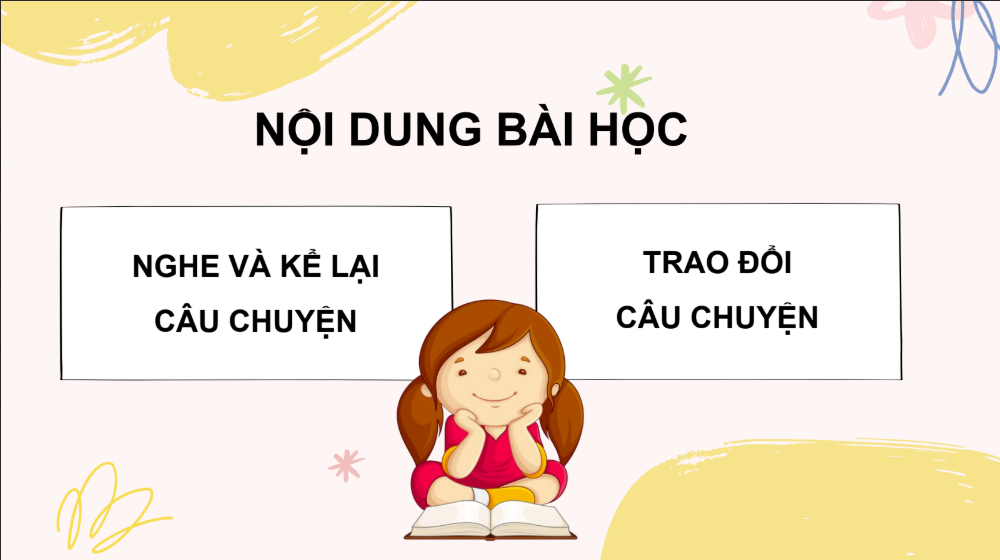 NỘI DUNG BÀI HỌC
NGHE VÀ KỂ LẠI
CÂU CHUYỆN
TRAO ĐỔI
CÂU CHUYỆN